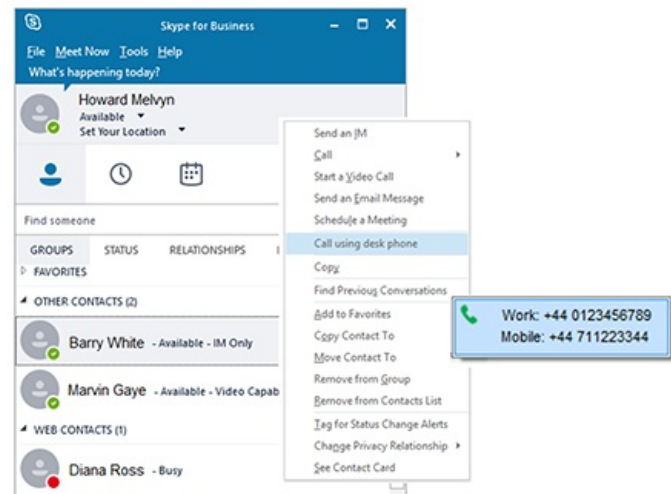 Skype for Business
File Meet Now Tools Help
What's happening today?
Howard Melvyn
Available
Set Your Location
Find someone
GROUPS STATUS RELATIONSHIPS
FAVORITES
OTHER CONTACTS (2)
Barry White - Available - IM Only
Marvin Gaye - Available - Video Capab
WEB CONTACTS (1)
Diana Ross - Busy
Send an IM
Call
Start a Video Call
Send an Email Message
Schedule a Meeting
Call using desk phone
Copy
Find Previous Conversations
Add to Favorites
Copy Contact To
Move Contact To
Remove from Group
Remove from Contacts List
Tag for Status Change Alerts
Change Privacy Relationship
See Contact Card
Work: +44 0123456789
Mobile: +44 711223344